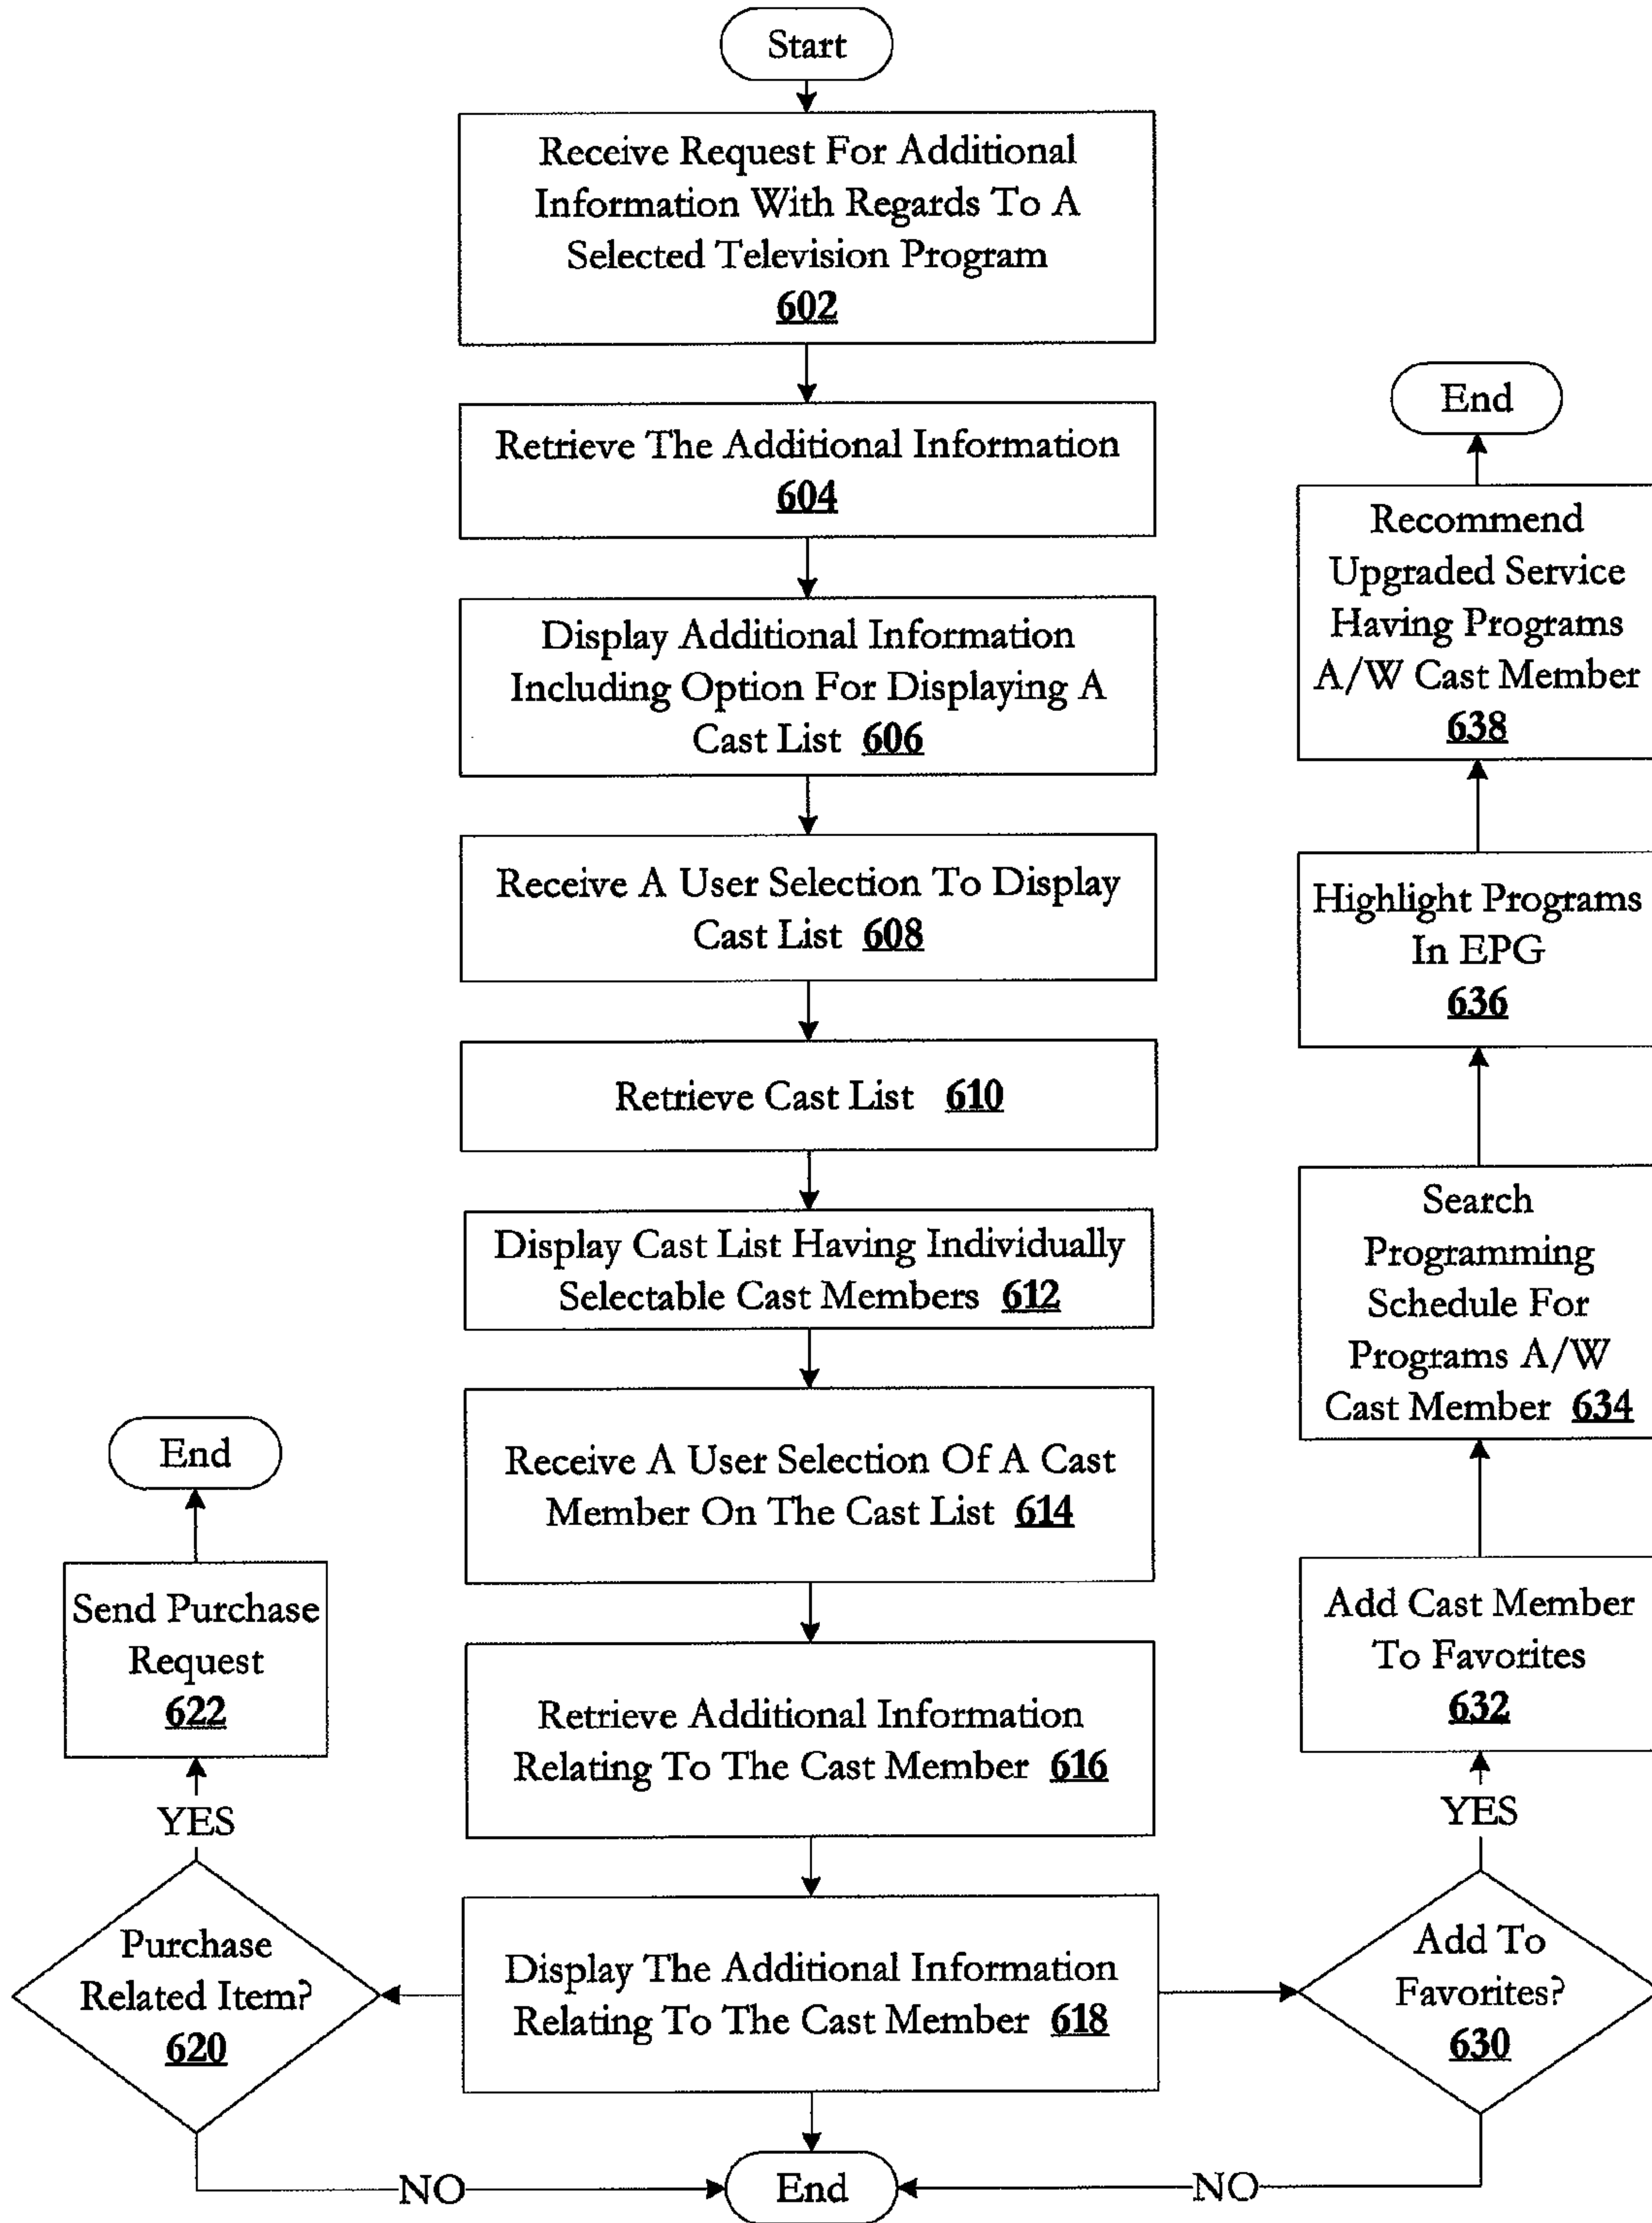 Start
Receive Request For Additional
Information With Regards To A
Selected Television Program
602
Retrieve The Additional Information
604
Display Additional Information
Including Option For Displaying A
Cast List 606
Receive A User Selection To Display
Cast List 608
Retrieve Cast List 610
Display Cast List Having Individually
Selectable Cast Members 612
Receive A User Selection Of A Cast
Member On The Cast List 614
Retrieve Additional Information
Relating To The Cast Member 616
Display The Additional Information
Relating To The Cast Member 618
Purchase
Related Item?
620
YES
Send Purchase
Request
622
End
NO
End
Add To
Favorites?
630
NO
YES
Add Cast Member
To Favorites
632
Search
Programming
Schedule For
Programs A/W
Cast Member 634
Highlight Programs
In EPG
636
Recommend
Upgraded Service
Having Programs
A/W Cast Member
638
End